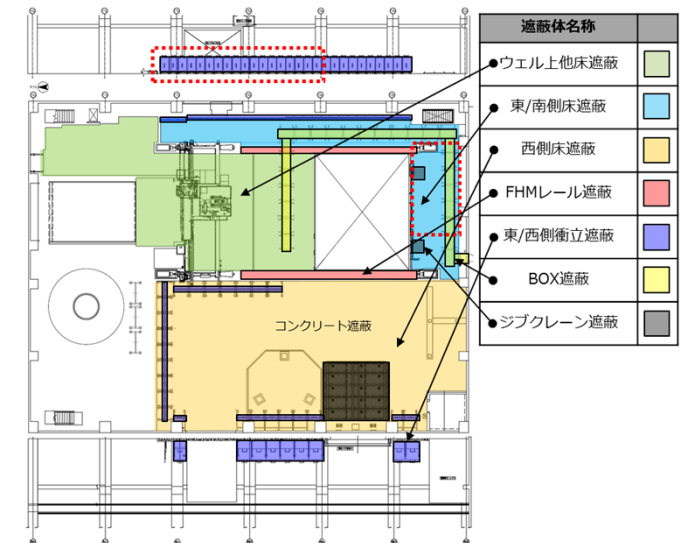 遮蔽体名称
ウェル上他床遮蔽
東/南側床遮蔽
西側床遮蔽
FHMレール遮蔽
東/西側衝立遮蔽
BOX遮蔽
ジブクレーン遮蔽
コンクリート遮蔽